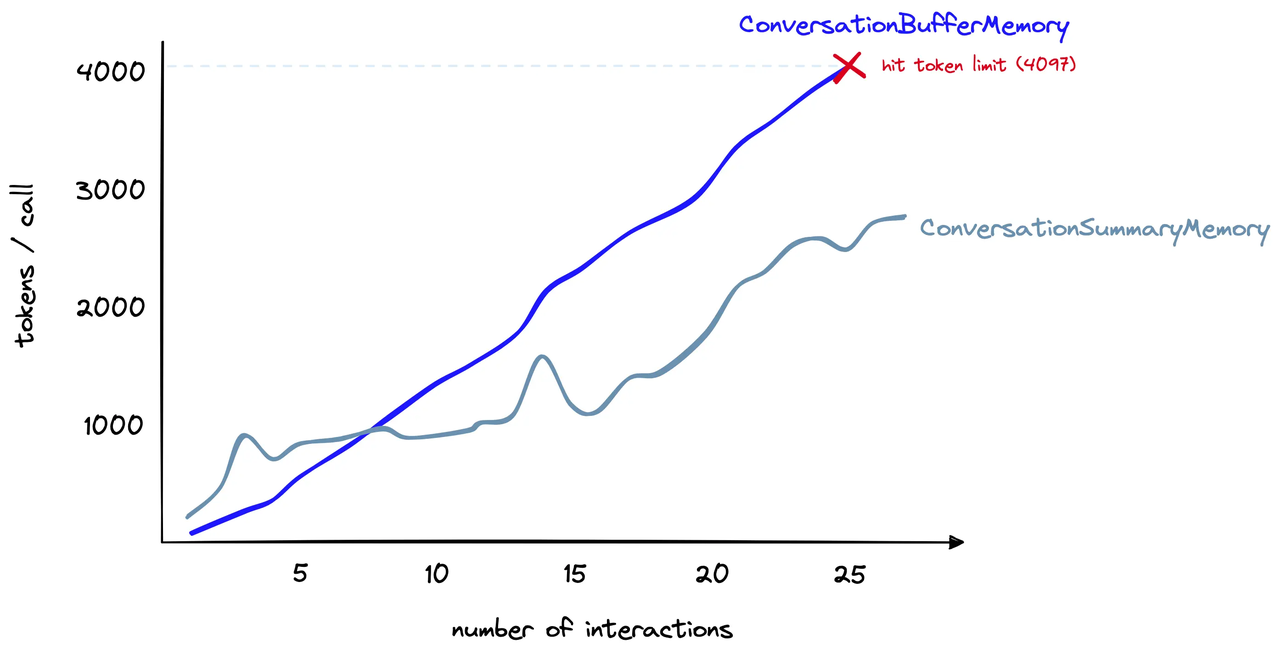 ConversationBufferMemory
hit token limit (4097)
4000
3000
2000
1000
tokens / call
ConversationSummaryMemory
5 10 15 20 25
number of interactions